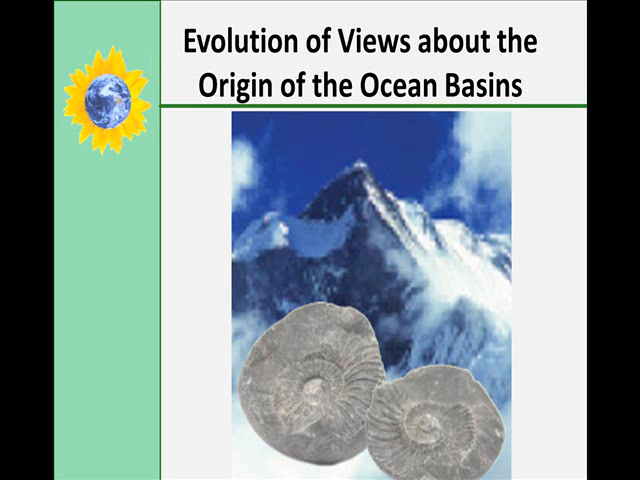 Evolution of Views about the
Origin of the Ocean Basins